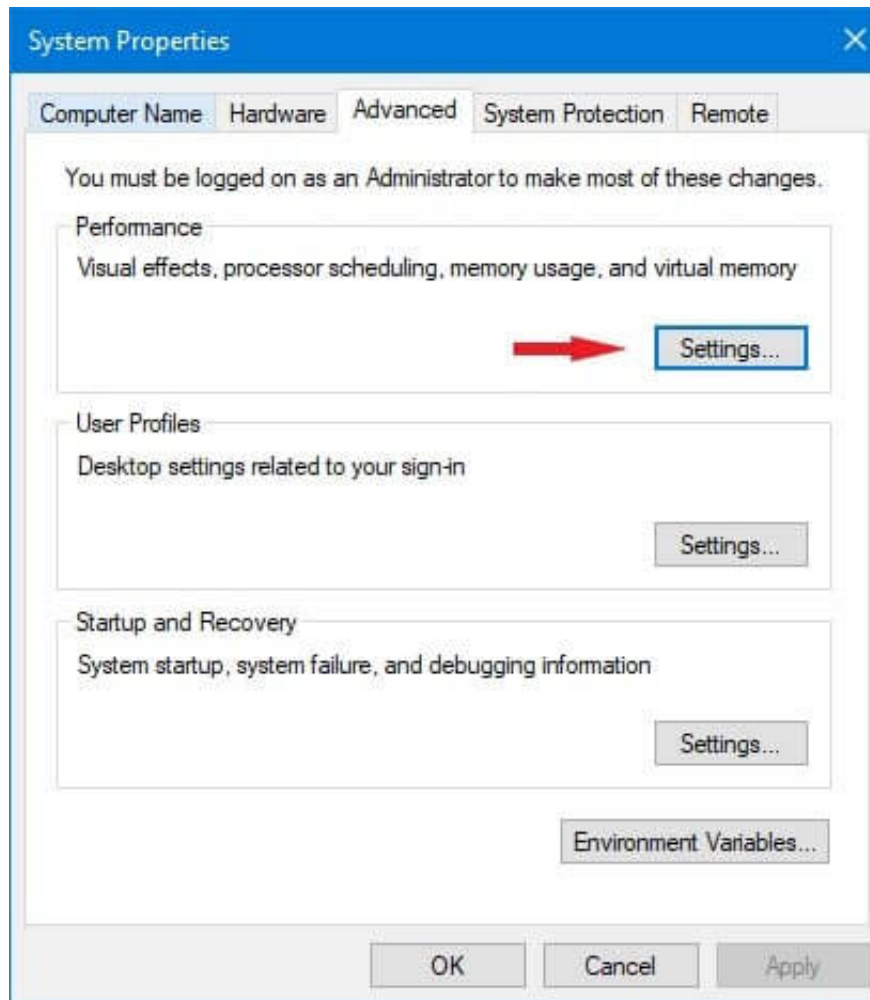 System Properties
Computer Name
Hardware
Advanced
System Protection
Remote
You must be logged on as an Administrator to make most of these changes.
Performance
Visual effects, processor scheduling, memory usage, and virtual memory
Settings...
User Profiles
Desktop settings related to your sign-in
Settings...
Startup and Recovery
System startup, system failure, and debugging information
Settings...
Environment Variables...
OK
Cancel
Apply